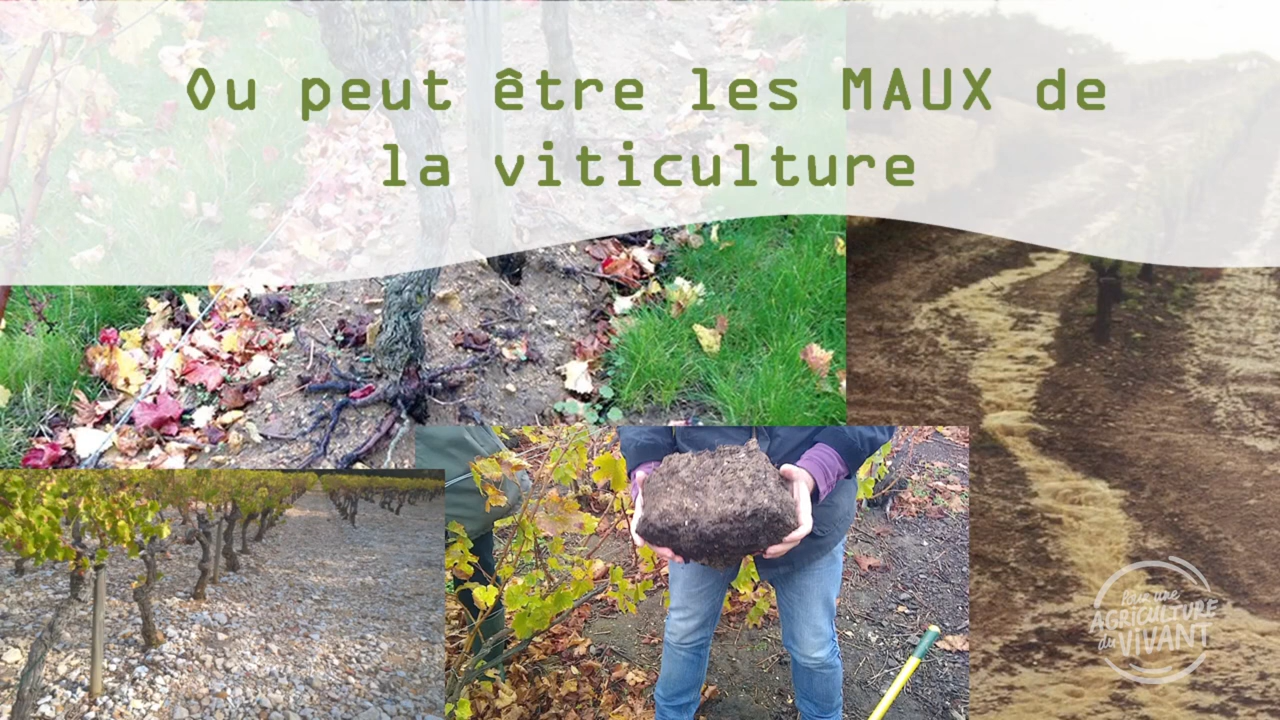 Ou peut être les MAUX de
la viticulture
Pour une
AGRICULTURE
du VIVANT